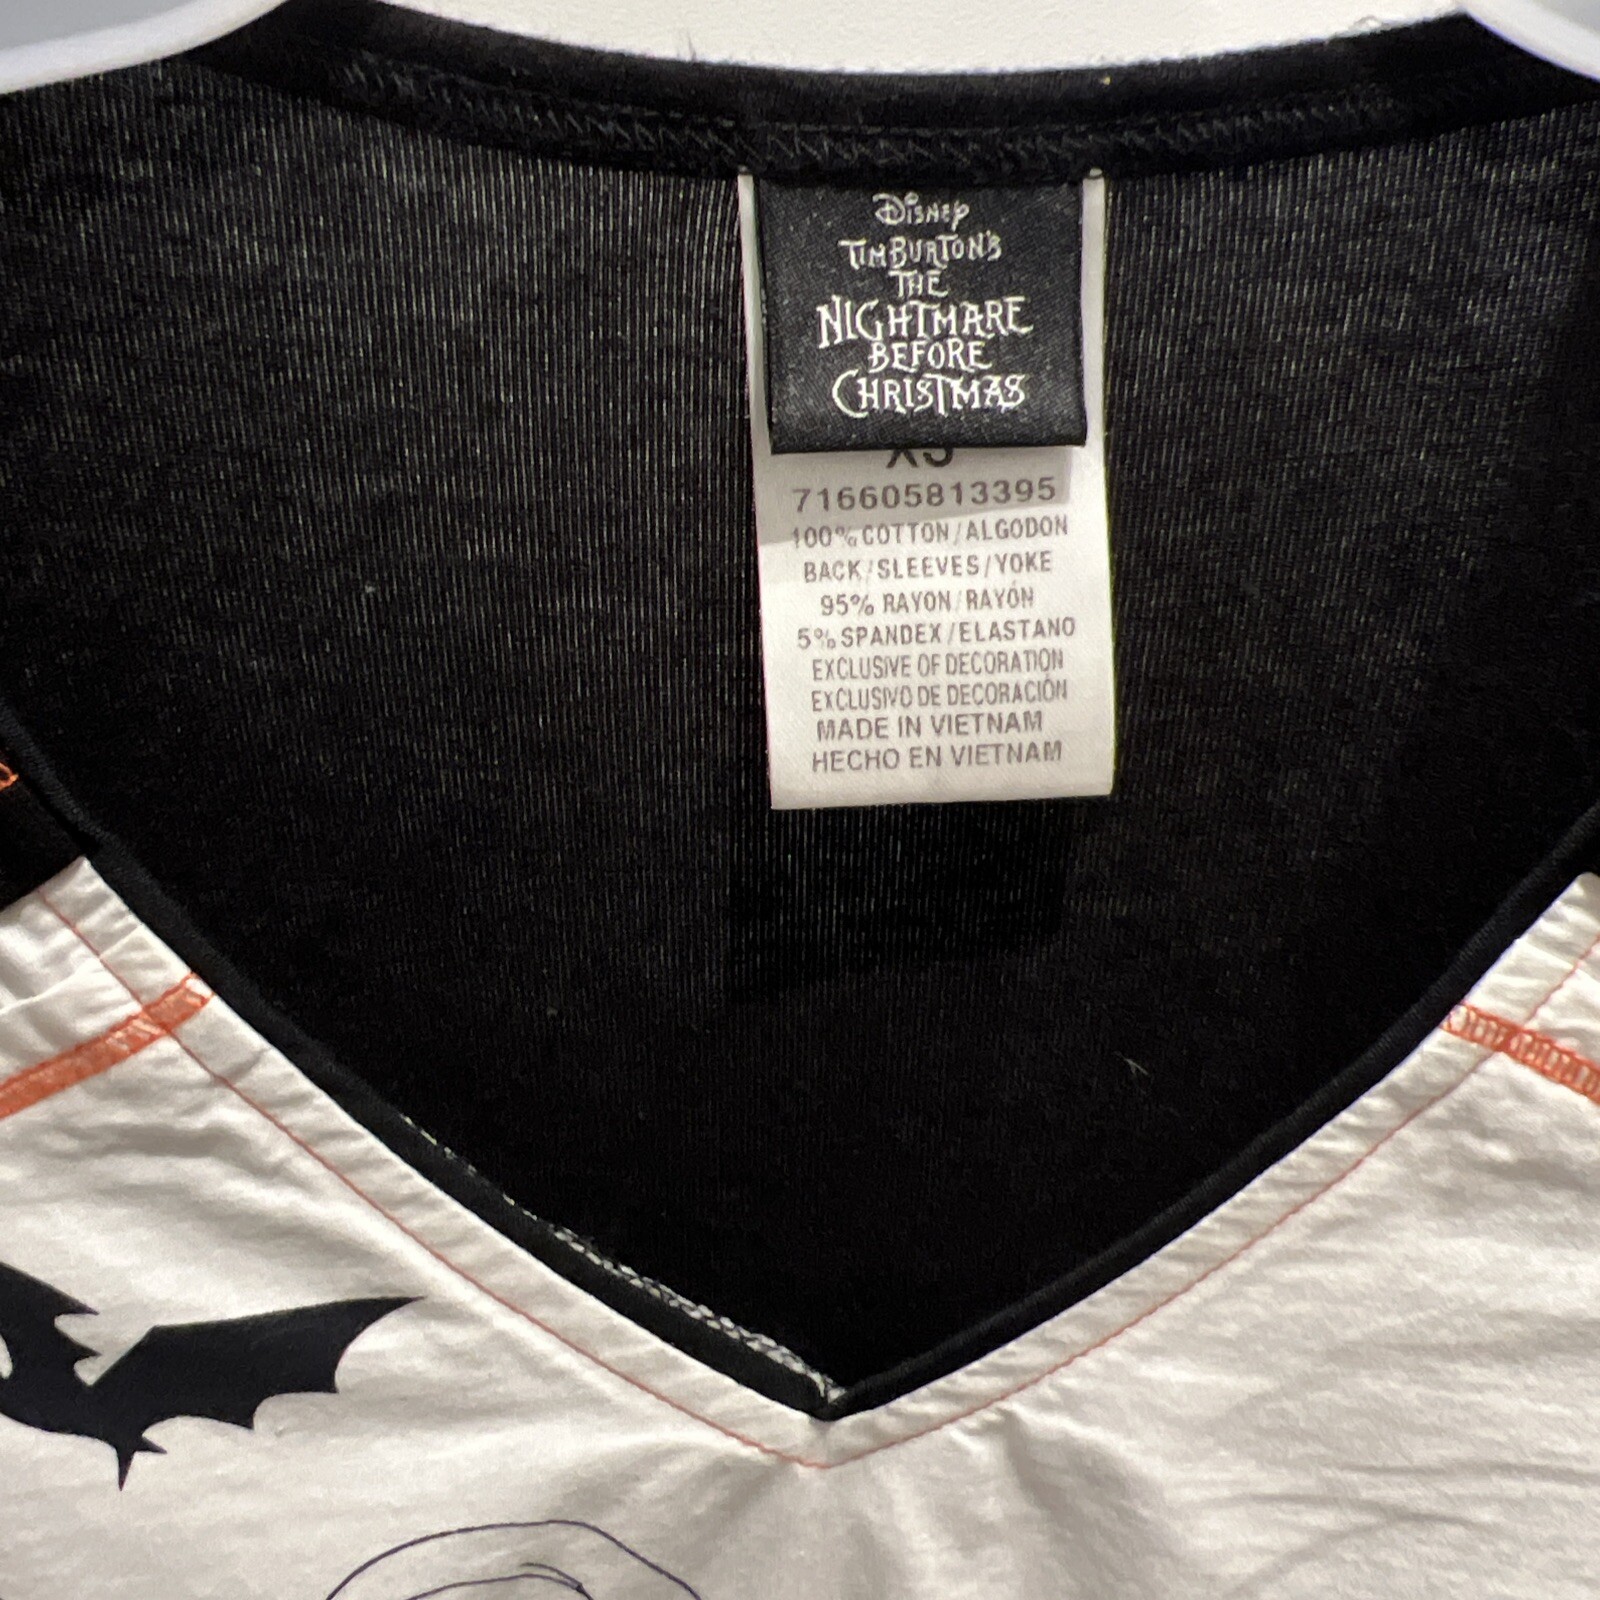 Disney
Tim Burton's
The
Nightmare
Before
Christmas
XS
716605813395
100% COTTON/ALGODON
BACK/SLEEVES/YOKE
95% RAYON/RAYÓN
5% SPANDEX/ELASTANO
EXCLUSIVE OF DECORATION
EXCLUSIVO DE DECORACIÓN
MADE IN VIETNAM
HECHO EN VIETNAM